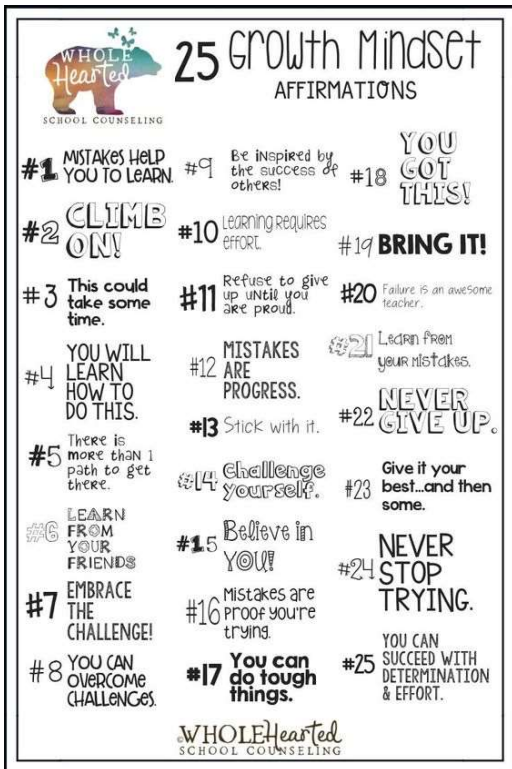 WHOLE
Hearted
SCHOOL COUNSELING
25 Growth Mindset
AFFIRMATIONS
#1 MISTAKES HELP
YOU TO LEARN.
#2 CLIMB
ON!
#3 This could
take some
time.
#4 YOU WILL
LEARN
HOW TO
DO THIS.
#5 There is
more than 1
path to get
there.
#6 LEARN
FROM
YOUR
FRIENDS
#7 EMBRACE
THE
CHALLENGE!
#8 YOU CAN
OVERCOME
CHALLENGES.
#9 Be inspired by
the success of
others!
#10 Learning requires
effort.
#11 Refuse to give
up until you
are proud.
#12 MISTAKES
ARE
PROGRESS.
#13 Stick with it.
#14 Challenge
yourself.
#15 Believe in
YOU!
#16 Mistakes are
proof you're
trying.
#17 You can
do tough
things.
#18 YOU
GOT
THIS!
#19 BRING IT!
#20 Failure is an awesome
teacher.
#21 Learn from
your mistakes.
#22 NEVER
GIVE UP.
#23 Give it your
best...and then
some.
#24 NEVER
STOP
TRYING.
#25 YOU CAN
SUCCEED WITH
DETERMINATION
& EFFORT.
WHOLEHearted
SCHOOL COUNSELING